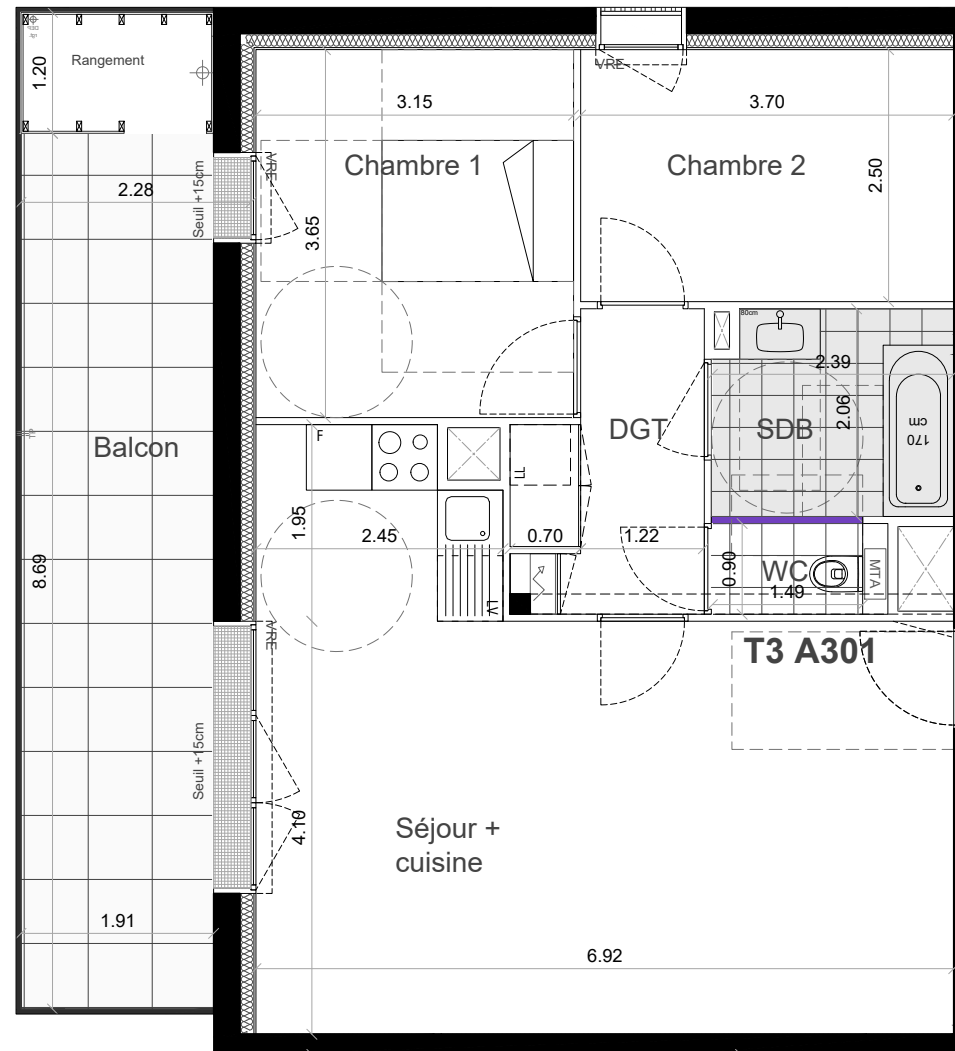 Rangement
1.20
VRE
3.15
3.70
Chambre 1
Chambre 2
VRE
Seuil +15cm
2.28
3.65
2.50
80cm
2.39
2.06
DGT
SDB
170
cm
Balcon
F
LL
1.95
2.45
0.70
1.22
0.90
WC
1.49
MTA
8.69
LV
VRE
T3 A301
Seuil +15cm
4.10
Séjour +
cuisine
1.91
6.92